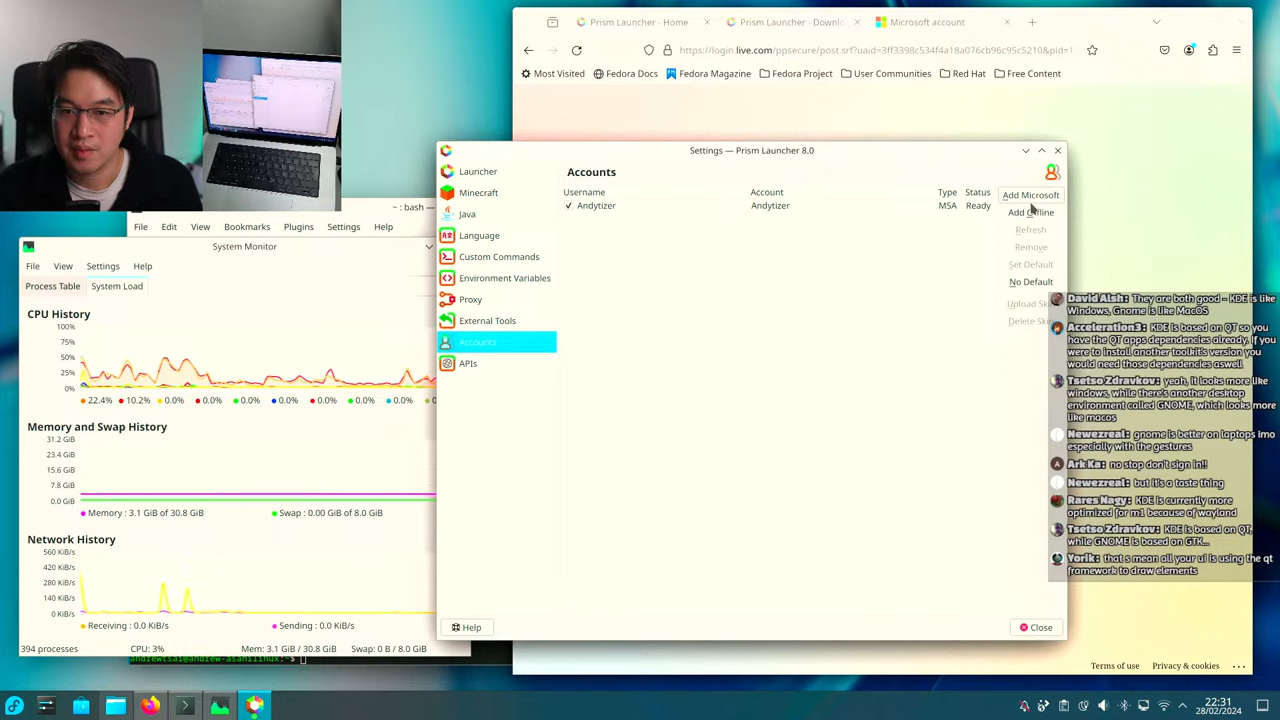 Prism Launcher - Home
Prism Launcher - Downlo
Microsoft account
https://login.live.com/ppsecure/post.srf?uaid=3ff3398c534f4a18a076cb96c95c5210&pid=1
Most Visited
Fedora Docs
Fedora Magazine
Fedora Project
User Communities
Red Hat
Free Content
Settings — Prism Launcher 8.0
Launcher
Minecraft
Java
Language
Custom Commands
Environment Variables
Proxy
External Tools
Accounts
APIs
Accounts
Username Account Type Status
Andytizer Andytizer MSA Ready
Add Microsoft
Add Offline
Refresh
Remove
Set Default
No Default
Upload Skin
Delete Skin
Help
Close
~ : bash —
File Edit View Bookmarks Plugins Settings Help
System Monitor
File View Settings Help
Process Table System Load
CPU History
100%
75%
50%
25%
0%
22.4% 10.2% 0.0% 0.0% 0.0% 0.0% 0.0% 0.0% 0.0%
Memory and Swap History
31.2 GiB
23.4 GiB
15.6 GiB
7.8 GiB
0.0 GiB
Memory : 3.1 GiB of 30.8 GiB
Swap : 0.00 GiB of 8.0 GiB
Network History
560 KiB/s
420 KiB/s
280 KiB/s
140 KiB/s
0 KiB/s
Receiving : 0.0 KiB/s
Sending : 0.0 KiB/s
394 processes CPU: 3% Mem: 3.1 GiB / 30.8 GiB Swap: 0 B / 8.0 GiB
andrewtsai@andrew-asahilinux:~$
David Alsh: They are both good - KDE is like
Windows, Gnome is like MacOS
Acceleration3: KDE is based on QT so you
have the QT apps dependencies already. If you
were to install another toolkit's version you
would need those dependencies aswell
Tsetso Zdravkov: yeah, it looks more like
windows, while there's another desktop
environment called GNOME, which looks more
like macos
Newezreal: gnome is better on laptops imo
especially with the gestures
Ark Ka: no stop don't sign in!!
Newezreal: but it's a taste thing
Rares Nagy: KDE is currently more
optimized for m1, because of wayland
Tsetso Zdravkov: KDE is based on QT,
while GNOME is based on GTK...
Yorik: that s mean all your ui is using the qt
framework to draw elements
Terms of use
Privacy & cookies
22:31
28/02/2024